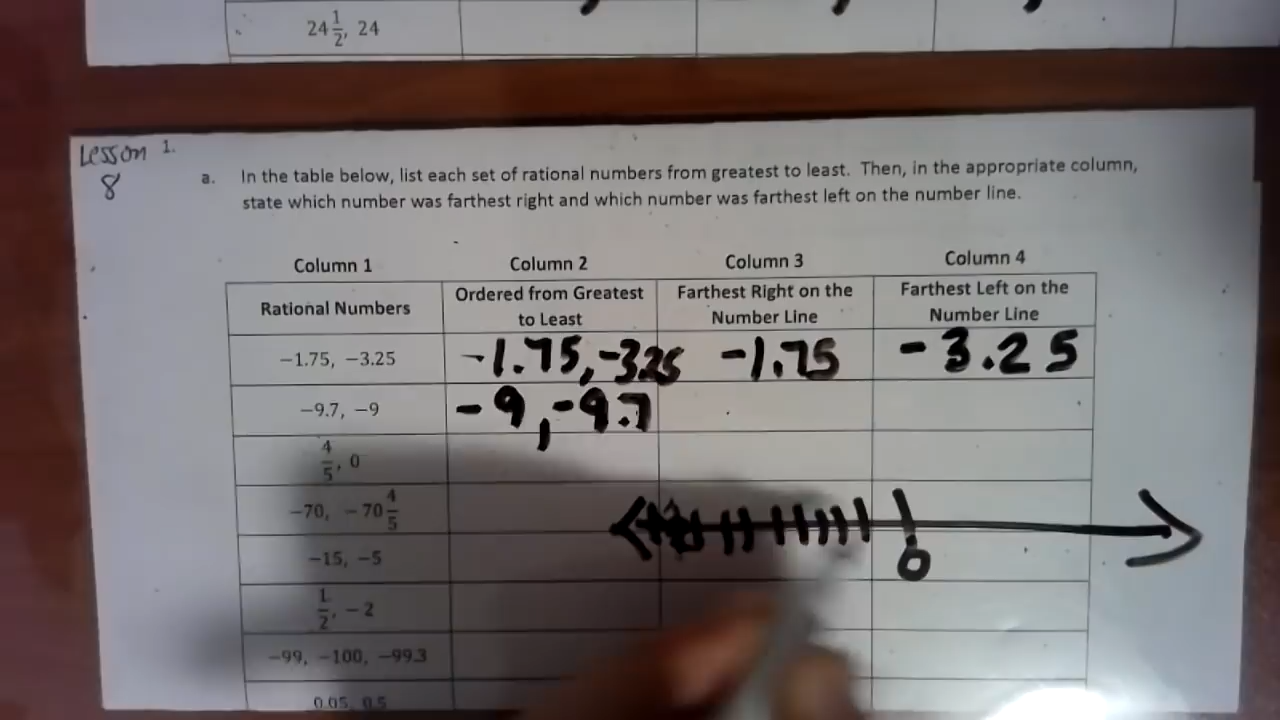 24 1/2, 24
Lesson 1.
8
a. In the table below, list each set of rational numbers from greatest to least. Then, in the appropriate column,
state which number was farthest right and which number was farthest left on the number line.
Column 1 Column 2 Column 3 Column 4
Rational Numbers Ordered from Greatest to Least Farthest Right on the Number Line Farthest Left on the Number Line
−1.75, −3.25 -1.75, -3.25 -1.75 -3.25
−9.7, −9 -9, -9.7
4/5, 0
−70, −70 4/5
0
−15, −5
1/2, −2
−99, −100, −99.3
0.05, 0.5